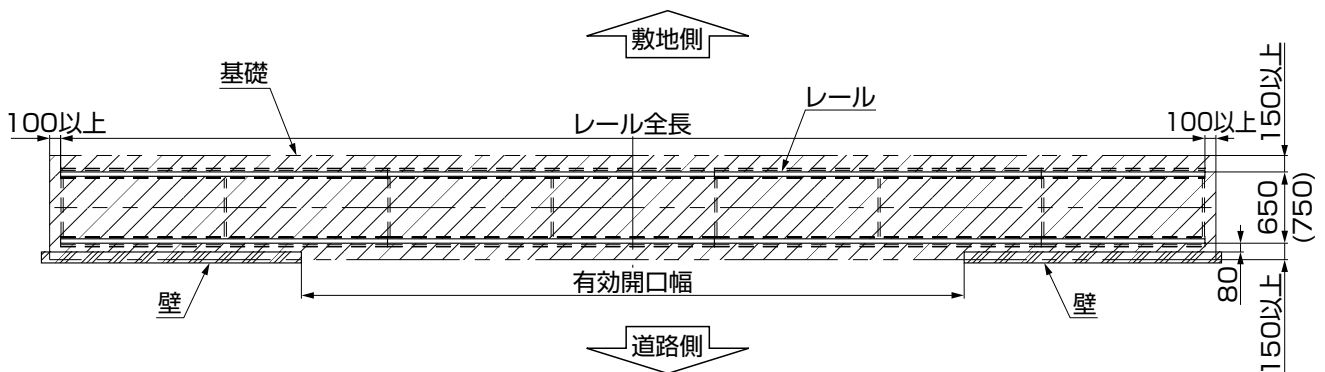 敷地側
基礎
レール
100以上
レール全長
100以上
150以上
650
(750)
有効開口幅
壁
壁
80
150以上
道路側